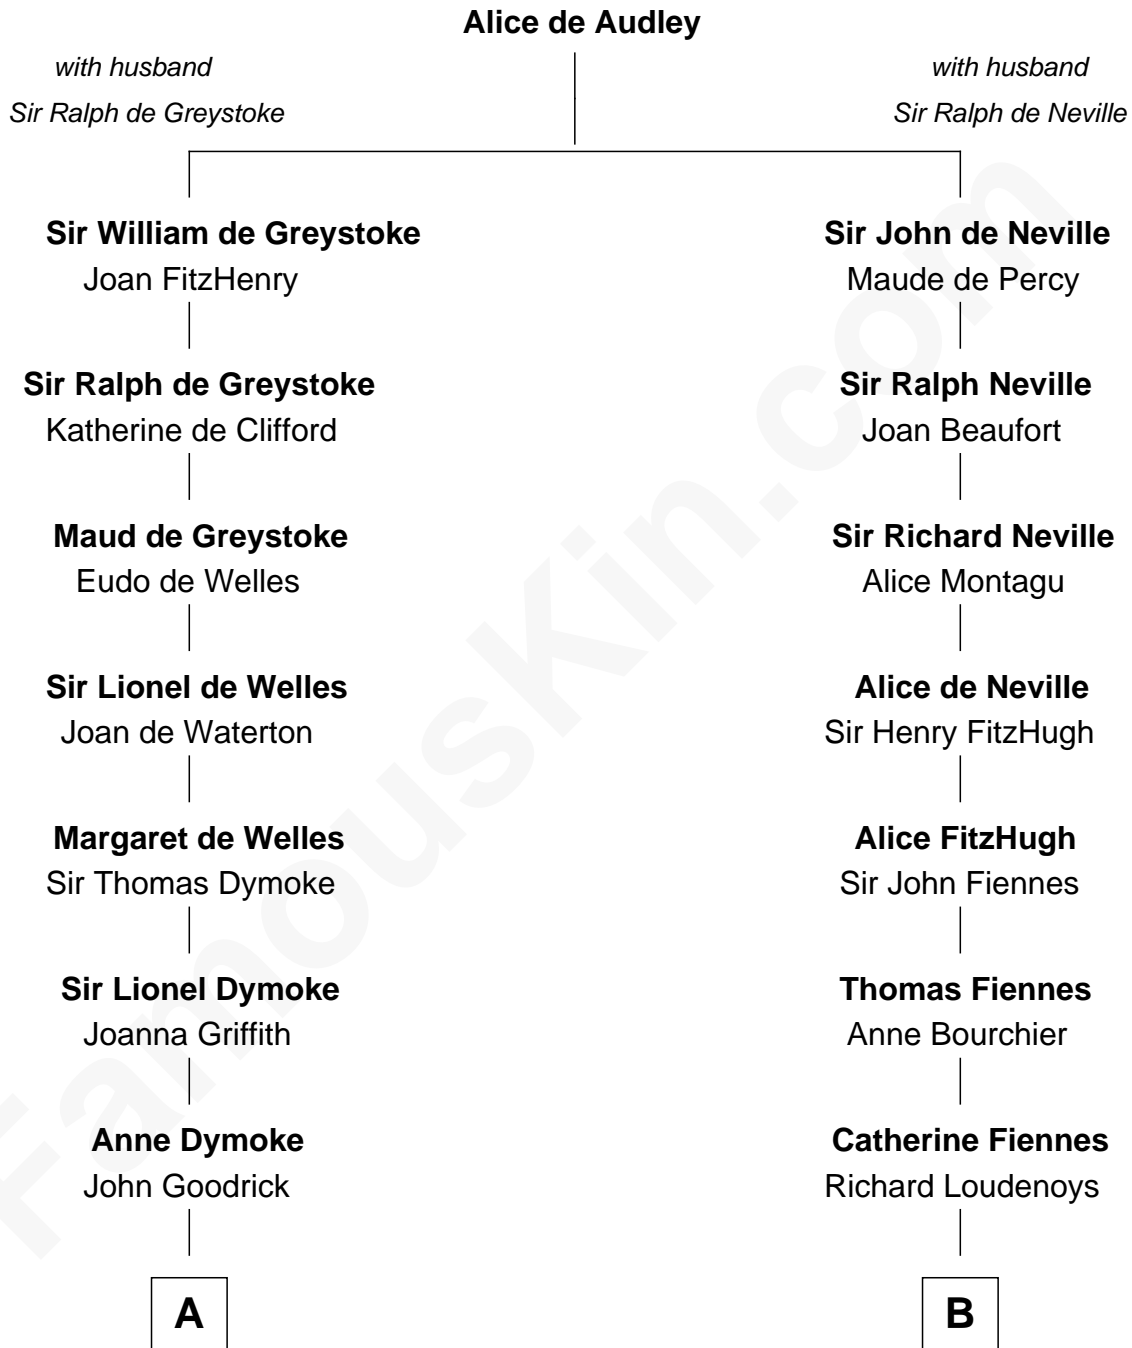 Alice de Audley
with husband
Sir Ralph de Greystoke
with husband
Sir Ralph de Neville
Sir William de Greystoke
Joan FitzHenry
Sir Ralph de Greystoke
Katherine de Clifford
Maud de Greystoke
Eudo de Welles
Sir Lionel de Welles
Joan de Waterton
Margaret de Welles
Sir Thomas Dymoke
Sir Lionel Dymoke
Joanna Griffith
Anne Dymoke
John Goodrick
A
Sir John de Neville
Maude de Percy
Sir Ralph Neville
Joan Beaufort
Sir Richard Neville
Alice Montagu
Alice de Neville
Sir Henry FitzHugh
Alice FitzHugh
Sir John Fiennes
Thomas Fiennes
Anne Bourchier
Catherine Fiennes
Richard Loudenoys
B
FamousKin.com